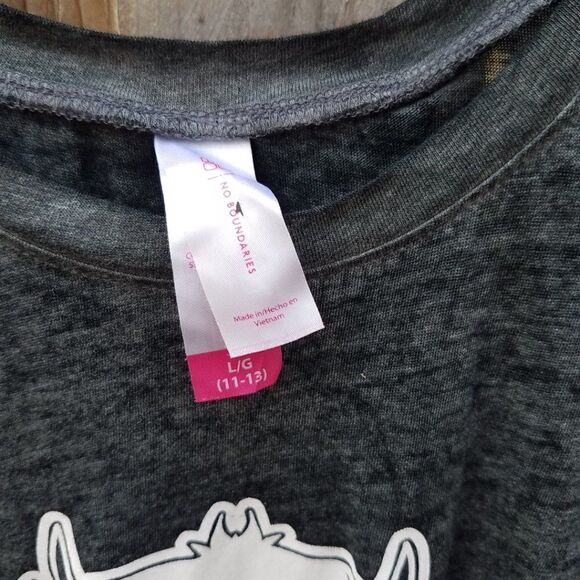 NO BOUNDARIES
Made in/Hecho en
Vietnam
L/G
(11-13)